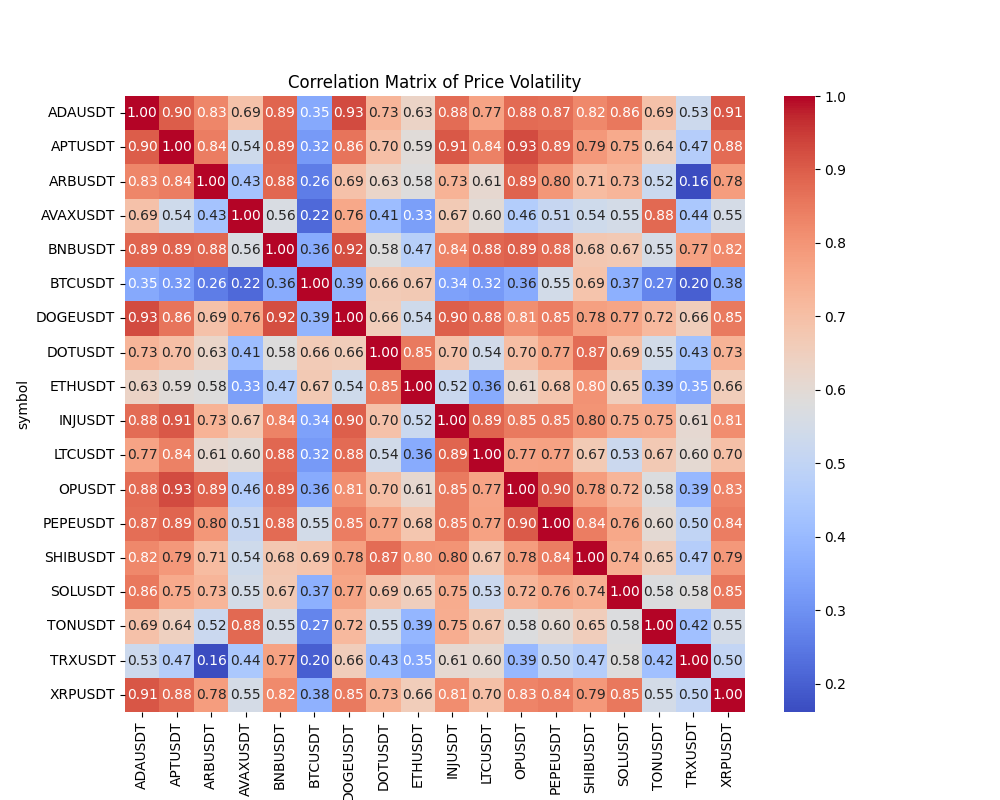 Correlation Matrix of Price Volatility
ADAUSDT 1.00 0.90 0.83 0.69 0.89 0.35 0.93 0.73 0.63 0.88 0.77 0.88 0.87 0.82 0.86 0.69 0.53 0.91
APTUSDT 0.90 1.00 0.84 0.54 0.89 0.32 0.86 0.70 0.59 0.91 0.84 0.93 0.89 0.79 0.75 0.64 0.47 0.88
ARBUSDT 0.83 0.84 1.00 0.43 0.88 0.26 0.69 0.63 0.58 0.73 0.61 0.89 0.80 0.71 0.73 0.52 0.16 0.78
AVAXUSDT 0.69 0.54 0.43 1.00 0.56 0.22 0.76 0.41 0.33 0.67 0.60 0.46 0.51 0.54 0.55 0.88 0.44 0.55
BNBUSDT 0.89 0.89 0.88 0.56 1.00 0.36 0.92 0.58 0.47 0.84 0.88 0.89 0.88 0.68 0.67 0.55 0.77 0.82
BTCUSDT 0.35 0.32 0.26 0.22 0.36 1.00 0.39 0.66 0.67 0.34 0.32 0.36 0.55 0.69 0.37 0.27 0.20 0.38
DOGEUSDT 0.93 0.86 0.69 0.76 0.92 0.39 1.00 0.66 0.54 0.90 0.88 0.81 0.85 0.78 0.77 0.72 0.66 0.85
DOTUSDT 0.73 0.70 0.63 0.41 0.58 0.66 0.66 1.00 0.85 0.70 0.54 0.70 0.77 0.87 0.69 0.55 0.43 0.73
ETHUSDT 0.63 0.59 0.58 0.33 0.47 0.67 0.54 0.85 1.00 0.52 0.36 0.61 0.68 0.80 0.65 0.39 0.35 0.66
INJUSDT 0.88 0.91 0.73 0.67 0.84 0.34 0.90 0.70 0.52 1.00 0.89 0.85 0.85 0.80 0.75 0.75 0.61 0.81
LTCUSDT 0.77 0.84 0.61 0.60 0.88 0.32 0.88 0.54 0.36 0.89 1.00 0.77 0.77 0.67 0.53 0.67 0.60 0.70
OPUSDT 0.88 0.93 0.89 0.46 0.89 0.36 0.81 0.70 0.61 0.85 0.77 1.00 0.90 0.78 0.72 0.58 0.39 0.83
PEPEUSDT 0.87 0.89 0.80 0.51 0.88 0.55 0.85 0.77 0.68 0.85 0.77 0.90 1.00 0.84 0.76 0.60 0.50 0.84
SHIBUSDT 0.82 0.79 0.71 0.54 0.68 0.69 0.78 0.87 0.80 0.80 0.67 0.78 0.84 1.00 0.74 0.65 0.47 0.79
SOLUSDT 0.86 0.75 0.73 0.55 0.67 0.37 0.77 0.69 0.65 0.75 0.53 0.72 0.76 0.74 1.00 0.58 0.58 0.85
TONUSDT 0.69 0.64 0.52 0.88 0.55 0.27 0.72 0.55 0.39 0.75 0.67 0.58 0.60 0.65 0.58 1.00 0.42 0.55
TRXUSDT 0.53 0.47 0.16 0.44 0.77 0.20 0.66 0.43 0.35 0.61 0.60 0.39 0.50 0.47 0.58 0.42 1.00 0.50
XRPUSDT 0.91 0.88 0.78 0.55 0.82 0.38 0.85 0.73 0.66 0.81 0.70 0.83 0.84 0.79 0.85 0.55 0.50 1.00
symbol
ADAUSDT APTUSDT ARBUSDT AVAXUSDT BNBUSDT BTCUSDT DOGEUSDT DOTUSDT ETHUSDT INJUSDT LTCUSDT OPUSDT PEPEUSDT SHIBUSDT SOLUSDT TONUSDT TRXUSDT XRPUSDT
1.0
0.9
0.8
0.7
0.6
0.5
0.4
0.3
0.2